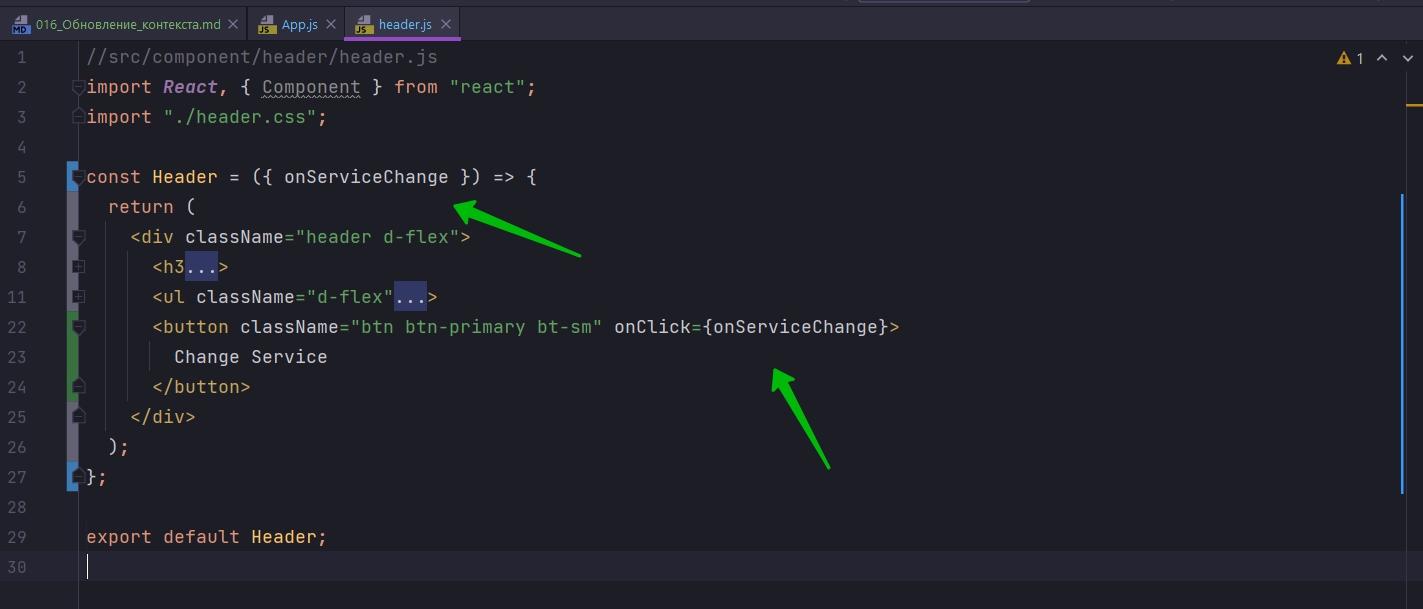 016_Обновление_контекста.md App.js header.js
1 //src/component/header/header.js
1
2 import React, { Component } from "react";
3 import "./header.css";
4
5 const Header = ({ onServiceChange }) => {
6 return (
7 <div className="header d-flex">
8 <h3...>
11 <ul className="d-flex"...>
22 <button className="btn btn-primary bt-sm" onClick={onServiceChange}>
23 Change Service
24 </button>
25 </div>
26 );
27 };
28
29 export default Header;
30